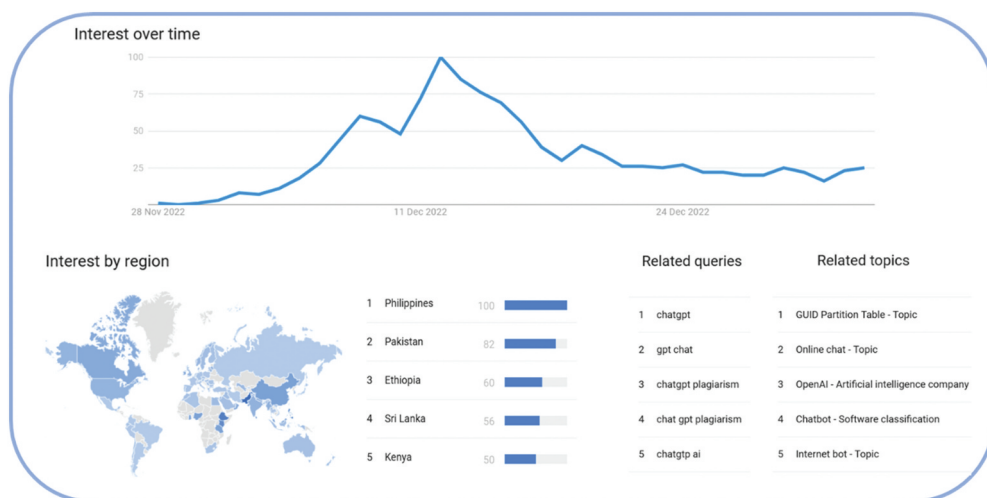 Interest over time
100
75
50
25
28 Nov 2022 11 Dec 2022 24 Dec 2022
Interest by region
1 Philippines 100
2 Pakistan 82
3 Ethiopia 60
4 Sri Lanka 56
5 Kenya 50
Related queries
1 chatgpt
2 gpt chat
3 chatgpt plagiarism
4 chat gpt plagiarism
5 chatgtp ai
Related topics
1 GUID Partition Table - Topic
2 Online chat - Topic
3 OpenAI - Artificial intelligence company
4 Chatbot - Software classification
5 Internet bot - Topic